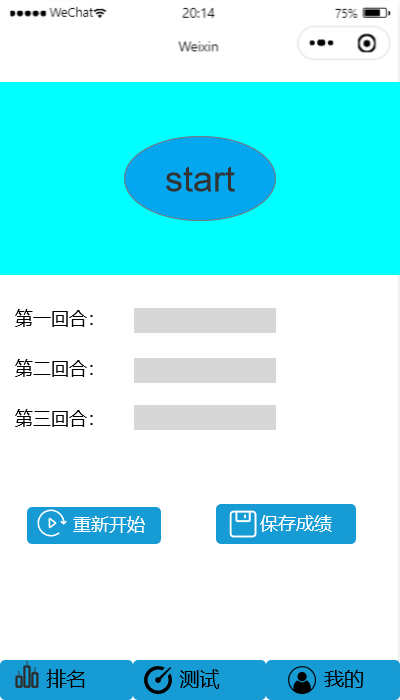 WeChat 20:14 75%
Weixin
start
第一回合：
第二回合：
第三回合：
重新开始 保存成绩
排名 测试 我的